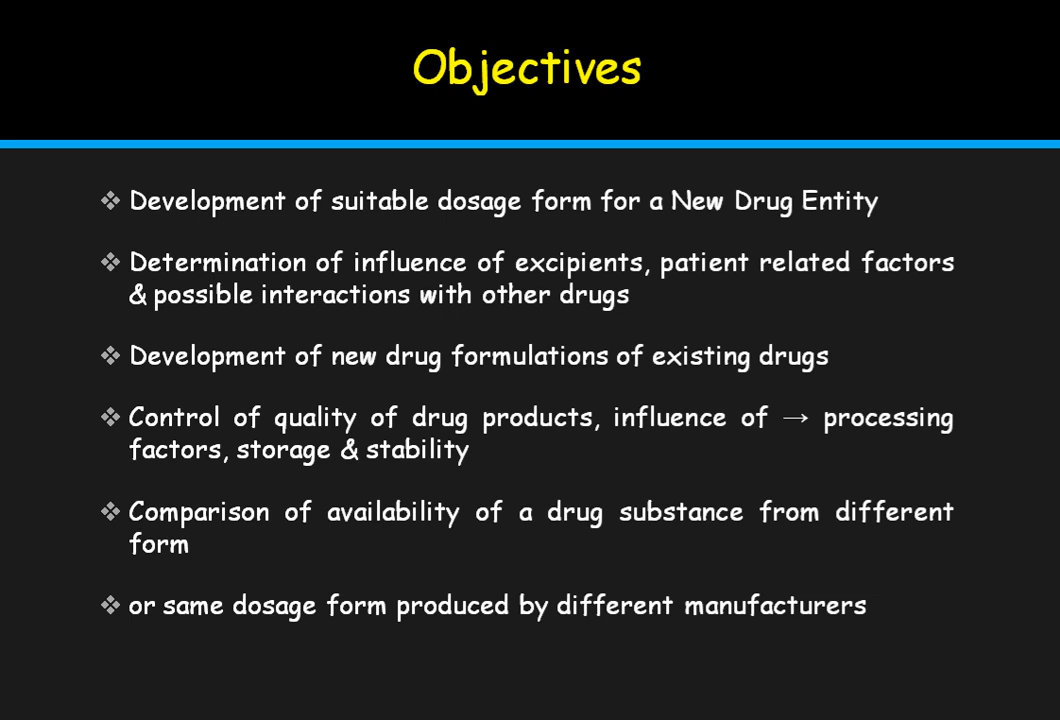 Objectives
❖ Development of suitable dosage form for a New Drug Entity
❖ Determination of influence of excipients, patient related factors
& possible interactions with other drugs
❖ Development of new drug formulations of existing drugs
❖ Control of quality of drug products, influence of → processing
factors, storage & stability
❖ Comparison of availability of a drug substance from different
form
❖ or same dosage form produced by different manufacturers